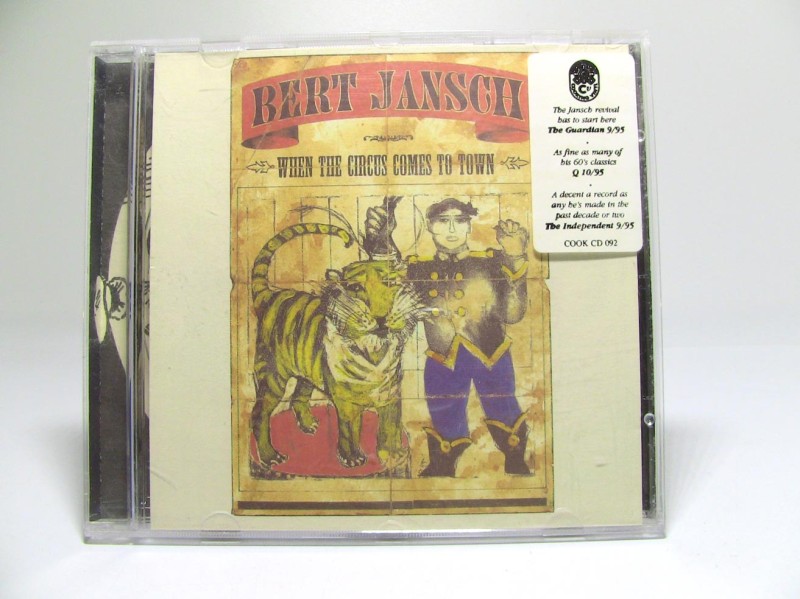 BERT JANSCH
WHEN THE CIRCUS COMES TO TOWN
The Jansch revival
has to start here
The Guardian 9/95
As fine as many of
his 60's classics
Q 10/95
A decent a record as
any he's made in the
past decade or two
The Independent 9/95
COOK CD 092